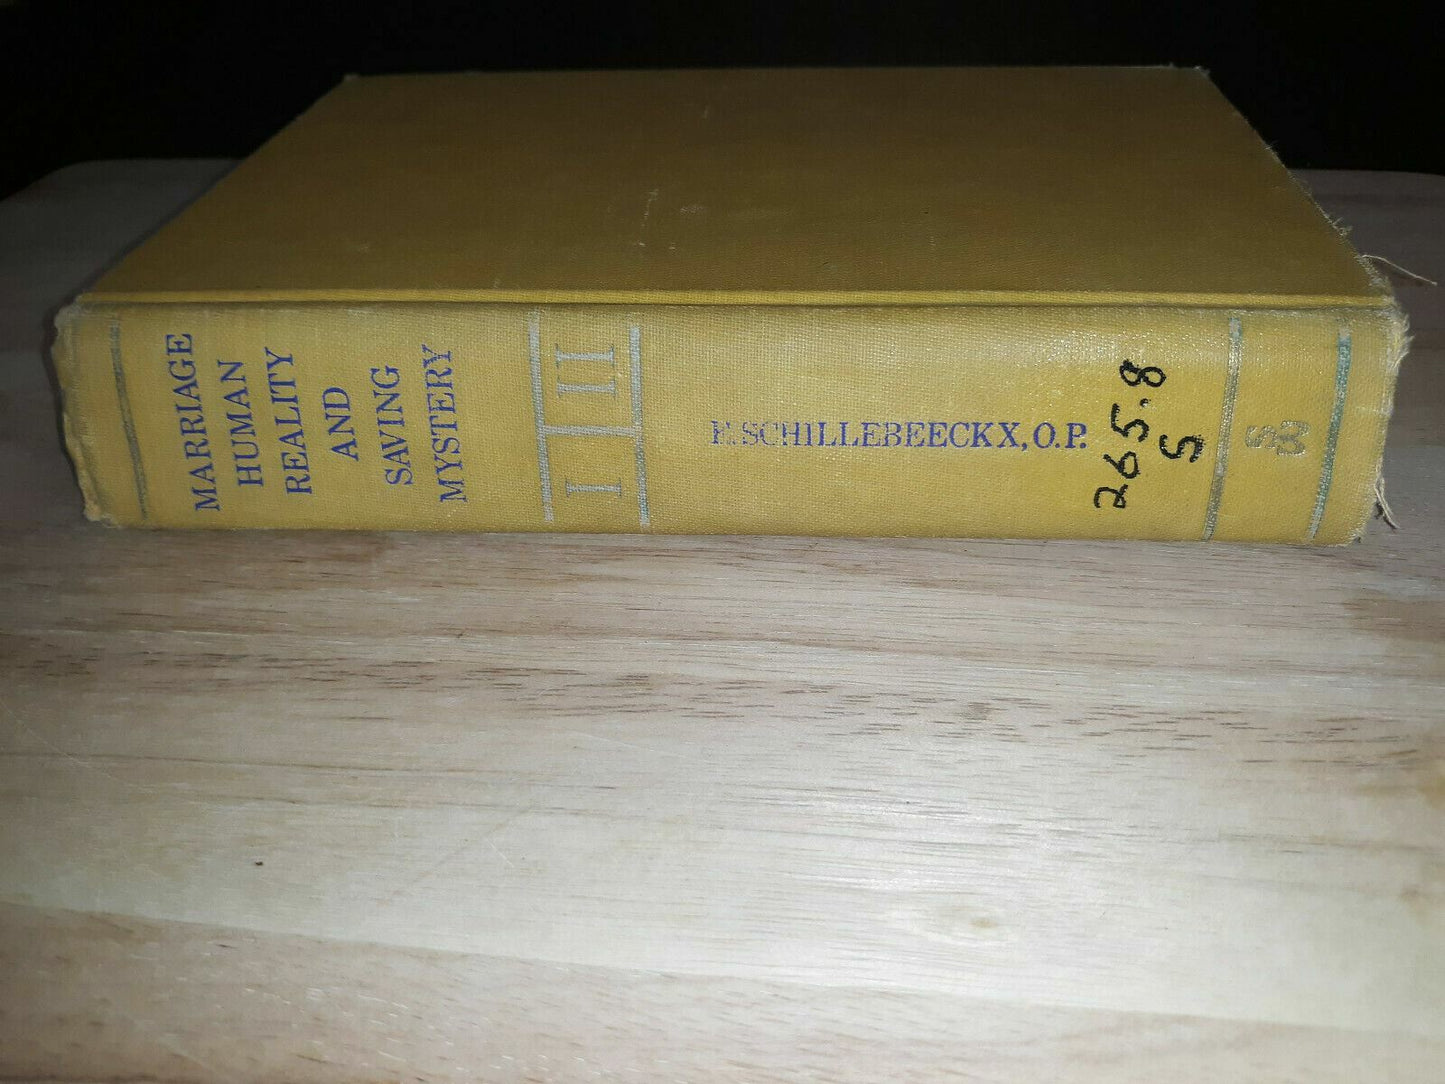 MARRIAGE
HUMAN
REALITY
AND
SAVING
MYSTERY
I II
E. SCHILLEBEECKX, O.P.
265.8
S